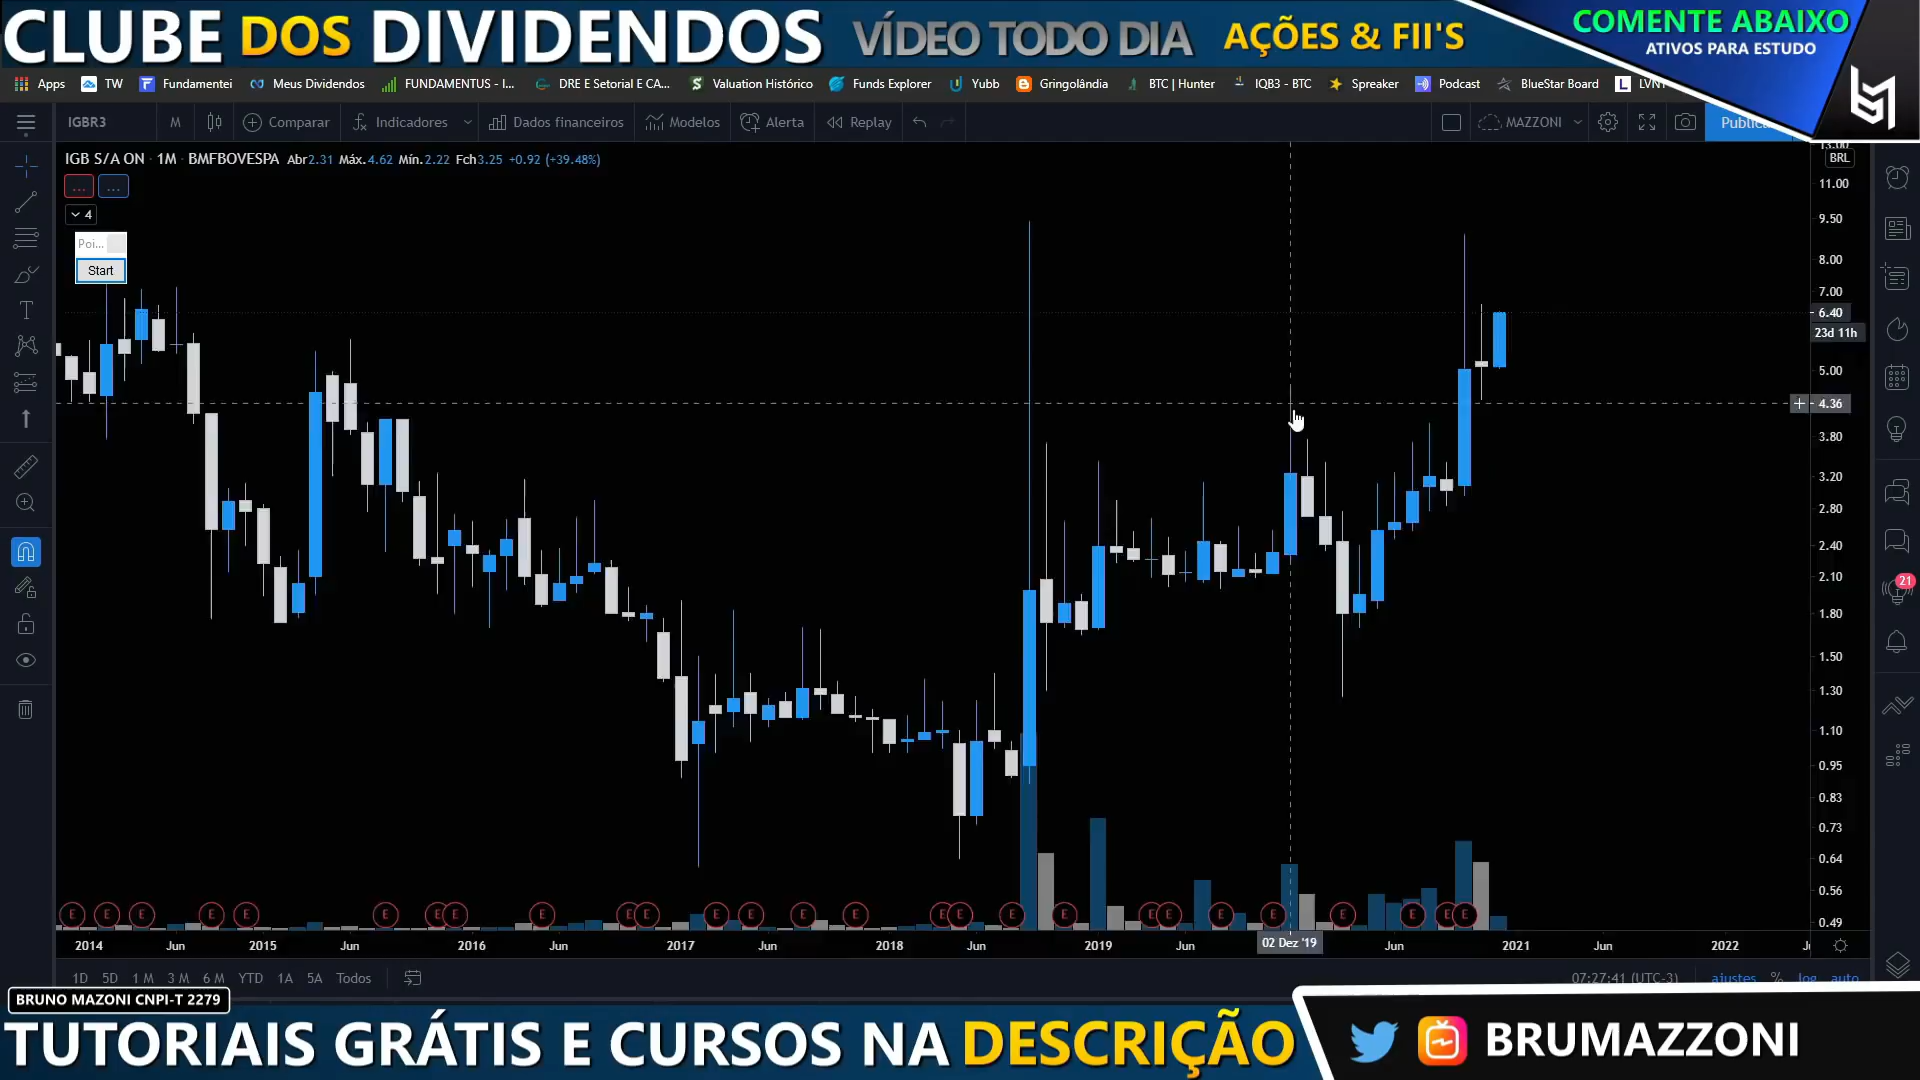 CLUBE DOS DIVIDENDOS VÍDEO TODO DIA AÇÕES & FII'S
COMENTE ABAIXO
ATIVOS PARA ESTUDO
Apps TW Fundamentei Meus Dividendos FUNDAMENTUS - I... DRE E Setorial E CA... Valuation Histórico Funds Explorer Yubb Gringolândia BTC | Hunter IQB3 - BTC Spreaker Podcast BlueStar Board
IGBR3 M Comparar Indicadores Dados financeiros Modelos Alerta Replay MAZZONI
IGB S/A ON · 1M · BMFBOVESPA Abr2.31 Máx.4.62 Mín.2.22 Fch3.25 +0.92 (+39.48%)
... ...
4
Poi...
Start
13.00
BRL
11.00
9.50
8.00
7.00
6.40
23d 11h
5.00
4.36
3.80
3.20
2.80
2.40
2.10
1.80
1.50
1.30
1.10
0.95
0.83
0.73
0.64
0.56
0.49
21
E E E E E E E E E E E E E E E E E E E E E E E E E E E E
2014 Jun 2015 Jun 2016 Jun 2017 Jun 2018 Jun 2019 Jun 02 Dez '19 Jun 2021 Jun 2022
1D 5D 1 M 3 M 6 M YTD 1A 5A Todos 07:27:41 (UTC-3) ajustes % log auto
BRUNO MAZONI CNPI-T 2279
TUTORIAIS GRÁTIS E CURSOS NA DESCRIÇÃO
BRUMAZZONI